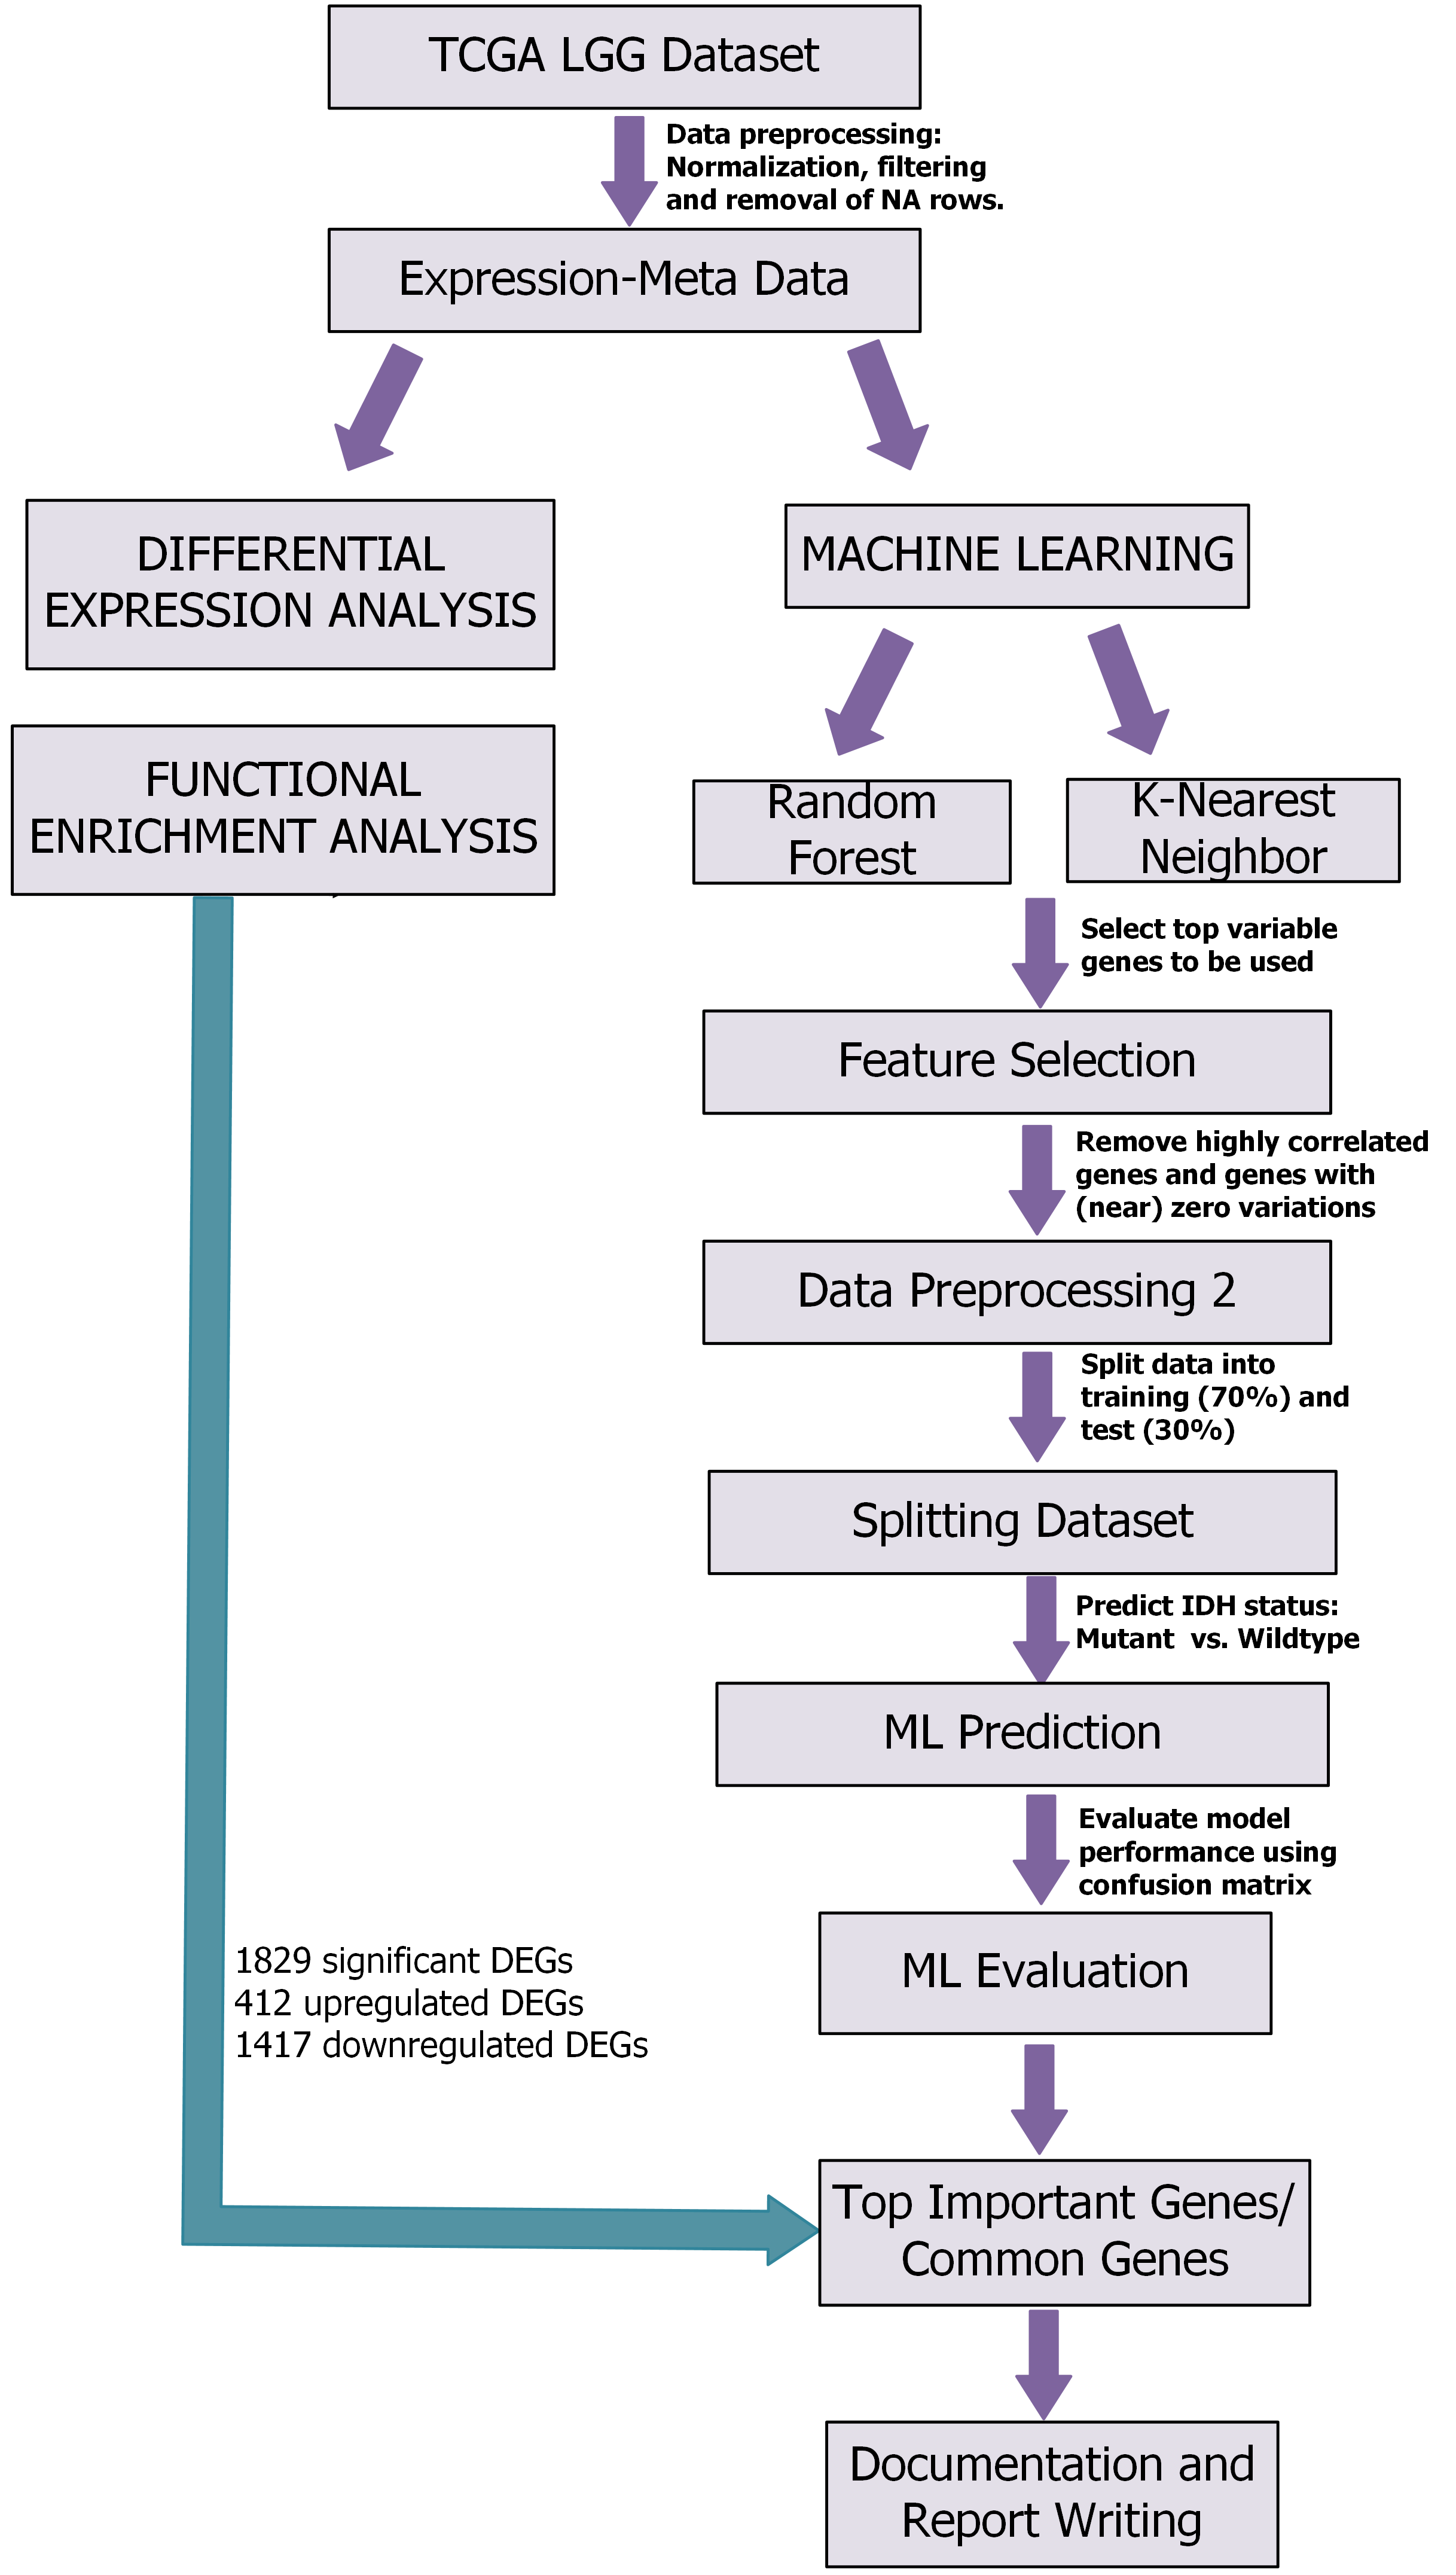 TCGA LGG Dataset
Data preprocessing:
Normalization, filtering
and removal of NA rows.
Expression-Meta Data
DIFFERENTIAL
EXPRESSION ANALYSIS
MACHINE LEARNING
FUNCTIONAL
ENRICHMENT ANALYSIS
Random
Forest
K-Nearest
Neighbor
Select top variable
genes to be used
Feature Selection
Remove highly correlated
genes and genes with
(near) zero variations
Data Preprocessing 2
Split data into
training (70%) and
test (30%)
Splitting Dataset
Predict IDH status:
Mutant  vs. Wildtype
ML Prediction
Evaluate model
performance using
confusion matrix
ML Evaluation
1829 significant DEGs
412 upregulated DEGs
1417 downregulated DEGs
Top Important Genes/
Common Genes
Documentation and
Report Writing